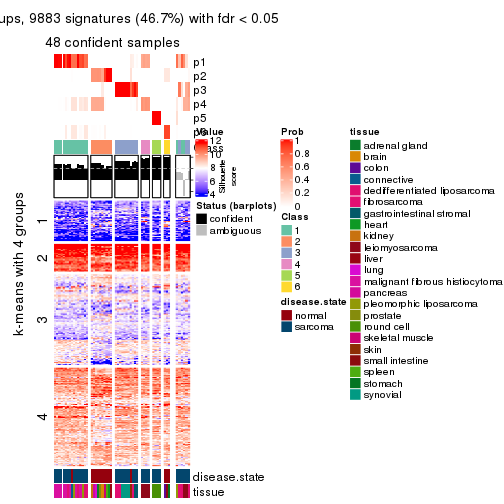 ups, 9883 signatures (46.7%) with fdr < 0.05
48 confident samples
p1
p2
p3
p4
p5
Value
12
10
8
6
4
Silhouette
score
Status (barplots)
confident
ambiguous
Prob
1
0.8
0.6
0.4
0.2
0
Class
1
2
3
4
5
6
disease.state
normal
sarcoma
tissue
adrenal gland
brain
colon
connective
dedifferentiated liposarcoma
fibrosarcoma
gastrointestinal stromal
heart
kidney
leiomyosarcoma
liver
lung
malignant fibrous histiocytoma
pancreas
pleomorphic liposarcoma
prostate
round cell
skeletal muscle
skin
small intestine
spleen
stomach
synovial
k-means with 4 groups
1
2
3
4
disease.state
tissue